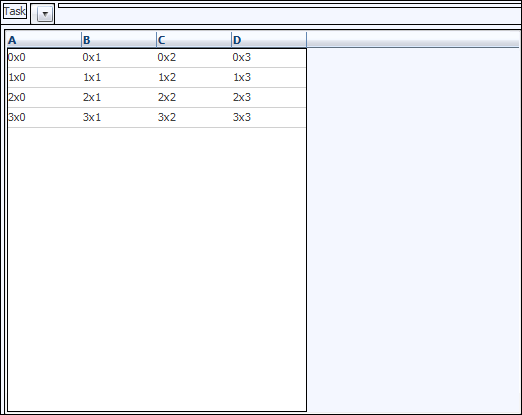 Task
A B C D
0x0 0x1 0x2 0x3
1x0 1x1 1x2 1x3
2x0 2x1 2x2 2x3
3x0 3x1 3x2 3x3